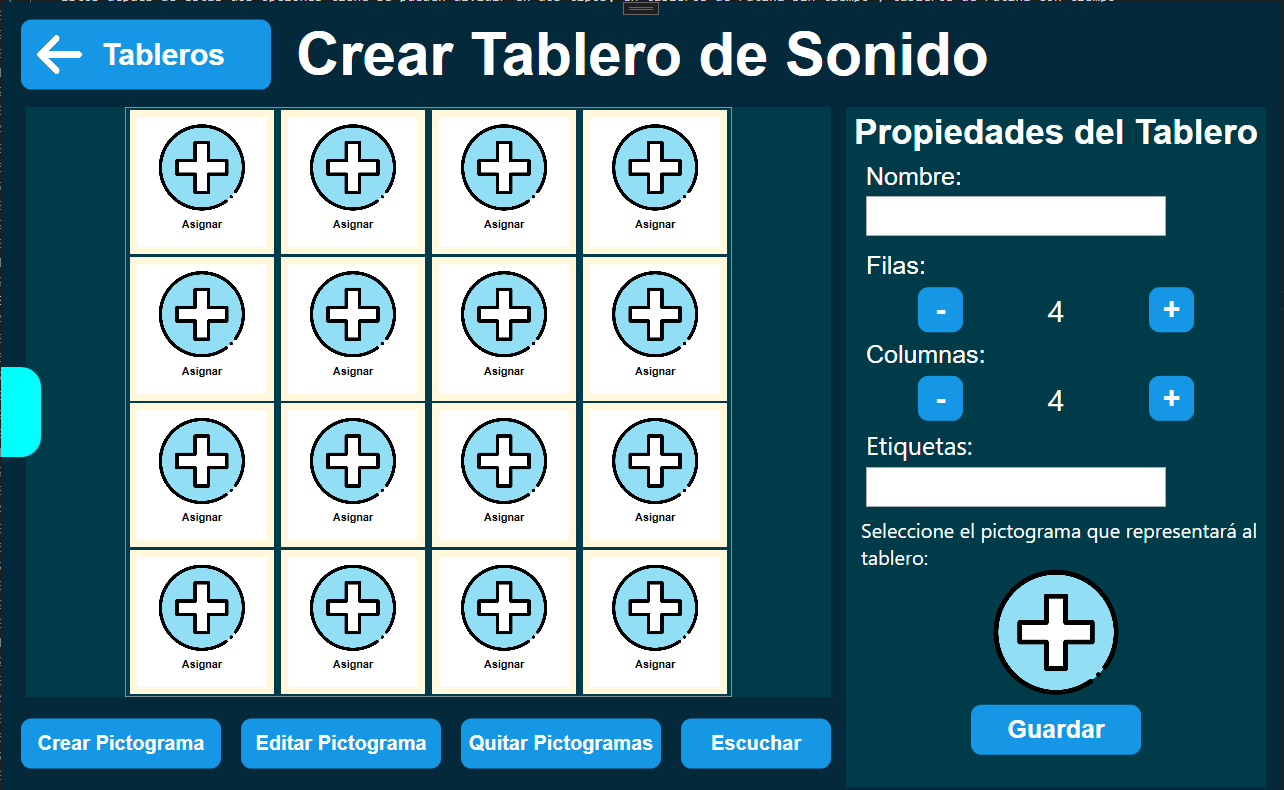 Tableros
Crear Tablero de Sonido
Asignar Asignar Asignar Asignar
Asignar Asignar Asignar Asignar
Asignar Asignar Asignar Asignar
Asignar Asignar Asignar Asignar
Crear Pictograma
Editar Pictograma
Quitar Pictogramas
Escuchar
Propiedades del Tablero
Nombre:
Filas:
- 4 +
Columnas:
- 4 +
Etiquetas:
Seleccione el pictograma que representará al
tablero:
Guardar